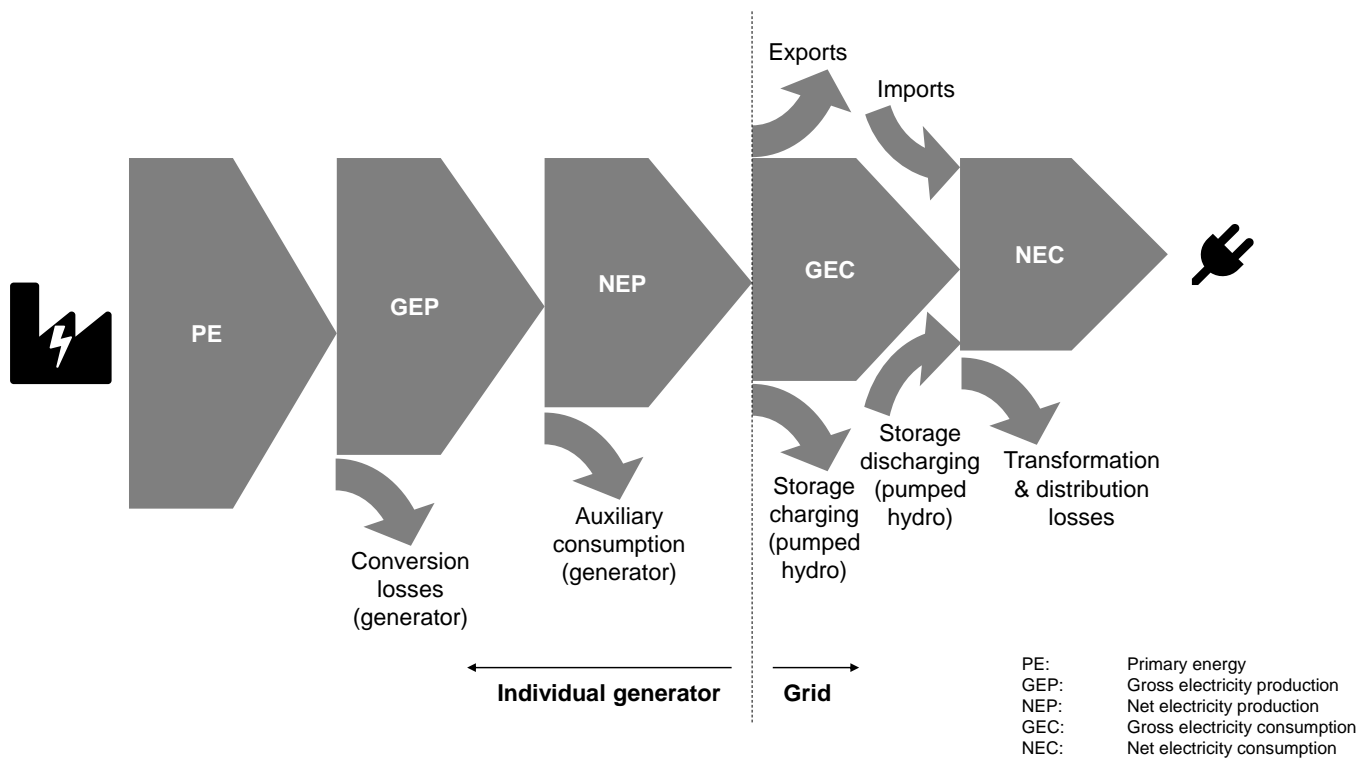 Exports
Imports
PE
GEP
NEP
GEC
NEC
Conversion
losses
(generator)
Auxiliary
consumption
(generator)
Storage
charging
(pumped
hydro)
Storage
discharging
(pumped
hydro)
Transformation
& distribution
losses
Individual generator
Grid
PE: Primary energy
GEP: Gross electricity production
NEP: Net electricity production
GEC: Gross electricity consumption
NEC: Net electricity consumption